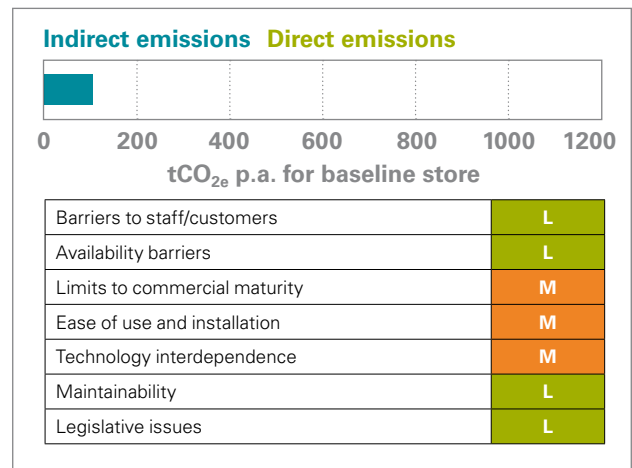 Indirect emissions Direct emissions
0 200 400 600 800 1000 1200
tCO2e p.a. for baseline store
Barriers to staff/customers L
Availability barriers L
Limits to commercial maturity M
Ease of use and installation M
Technology interdependence M
Maintainability L
Legislative issues L